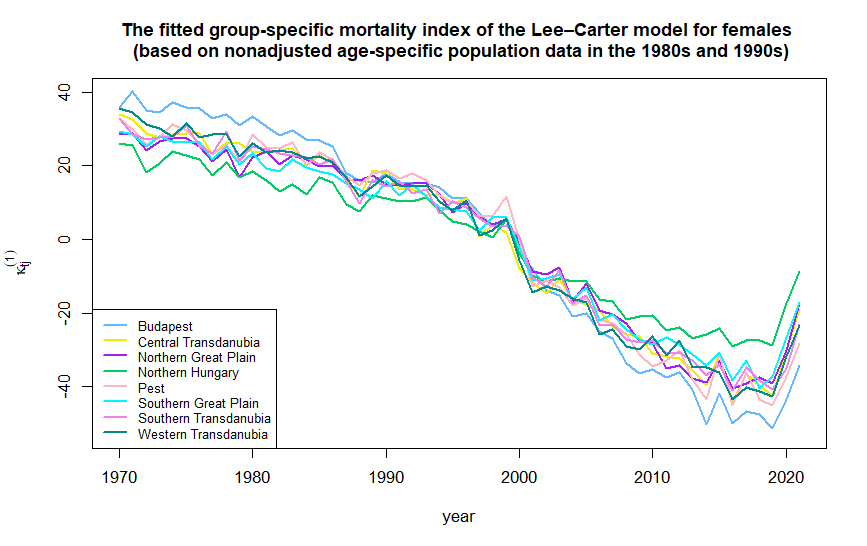 The fitted group-specific mortality index of the Lee–Carter model for females
(based on nonadjusted age-specific population data in the 1980s and 1990s)
40
20
0
-20
-40
κtj(1)
Budapest
Central Transdanubia
Northern Great Plain
Northern Hungary
Pest
Southern Great Plain
Southern Transdanubia
Western Transdanubia
1970
1980
1990
2000
2010
2020
year